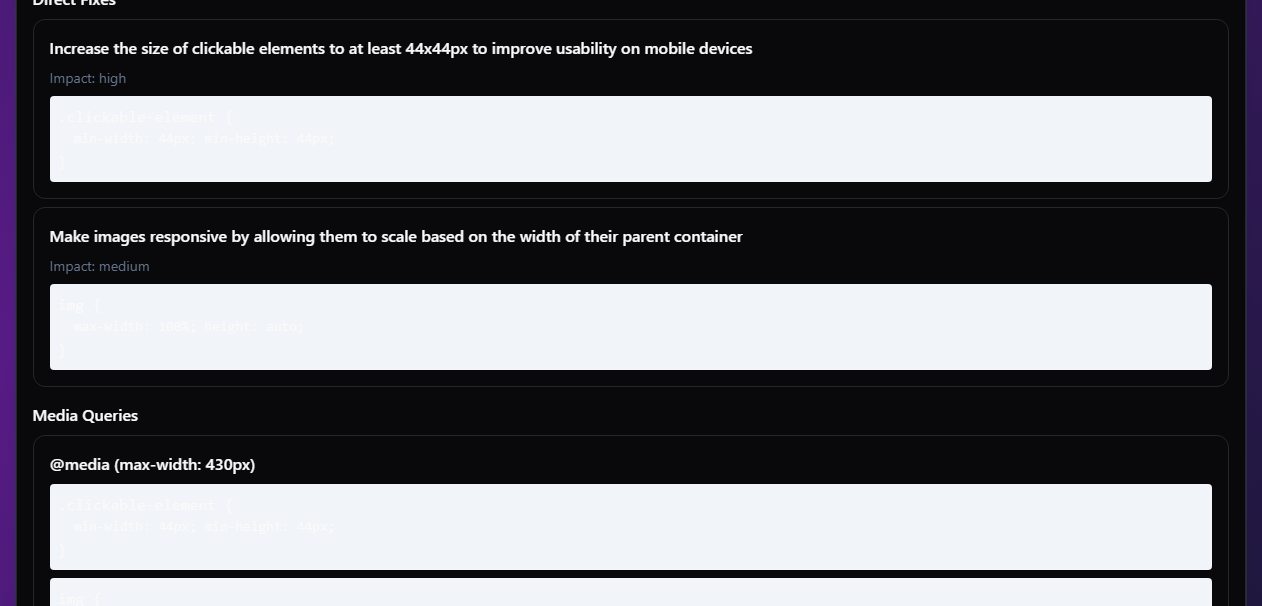 Direct Fixes
Increase the size of clickable elements to at least 44x44px to improve usability on mobile devices
Impact: high
.clickable-element {
min-width: 44px; min-height: 44px;
}
Make images responsive by allowing them to scale based on the width of their parent container
Impact: medium
img {
max-width: 100%; height: auto;
}
Media Queries
@media (max-width: 430px)
.clickable-element {
min-width: 44px; min-height: 44px;
}
img {